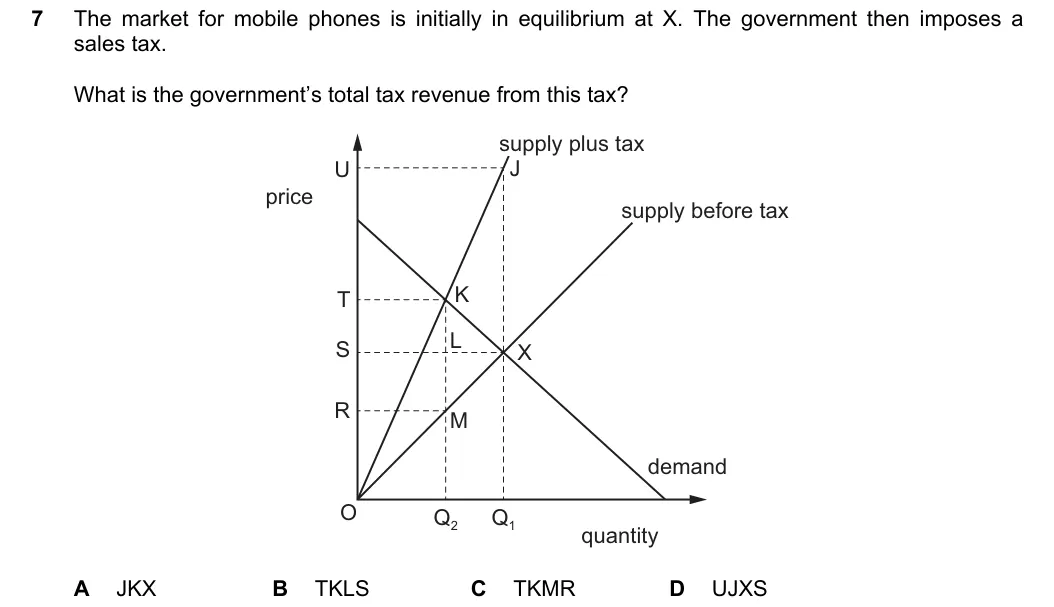 7 The market for mobile phones is initially in equilibrium at X. The government then imposes a
sales tax.
What is the government's total tax revenue from this tax?
supply plus tax
U
J
price
supply before tax
T
K
L
S
X
R
M
demand
O
Q₂
Q₁
quantity
A JKX B TKLS C TKMR D UJXS